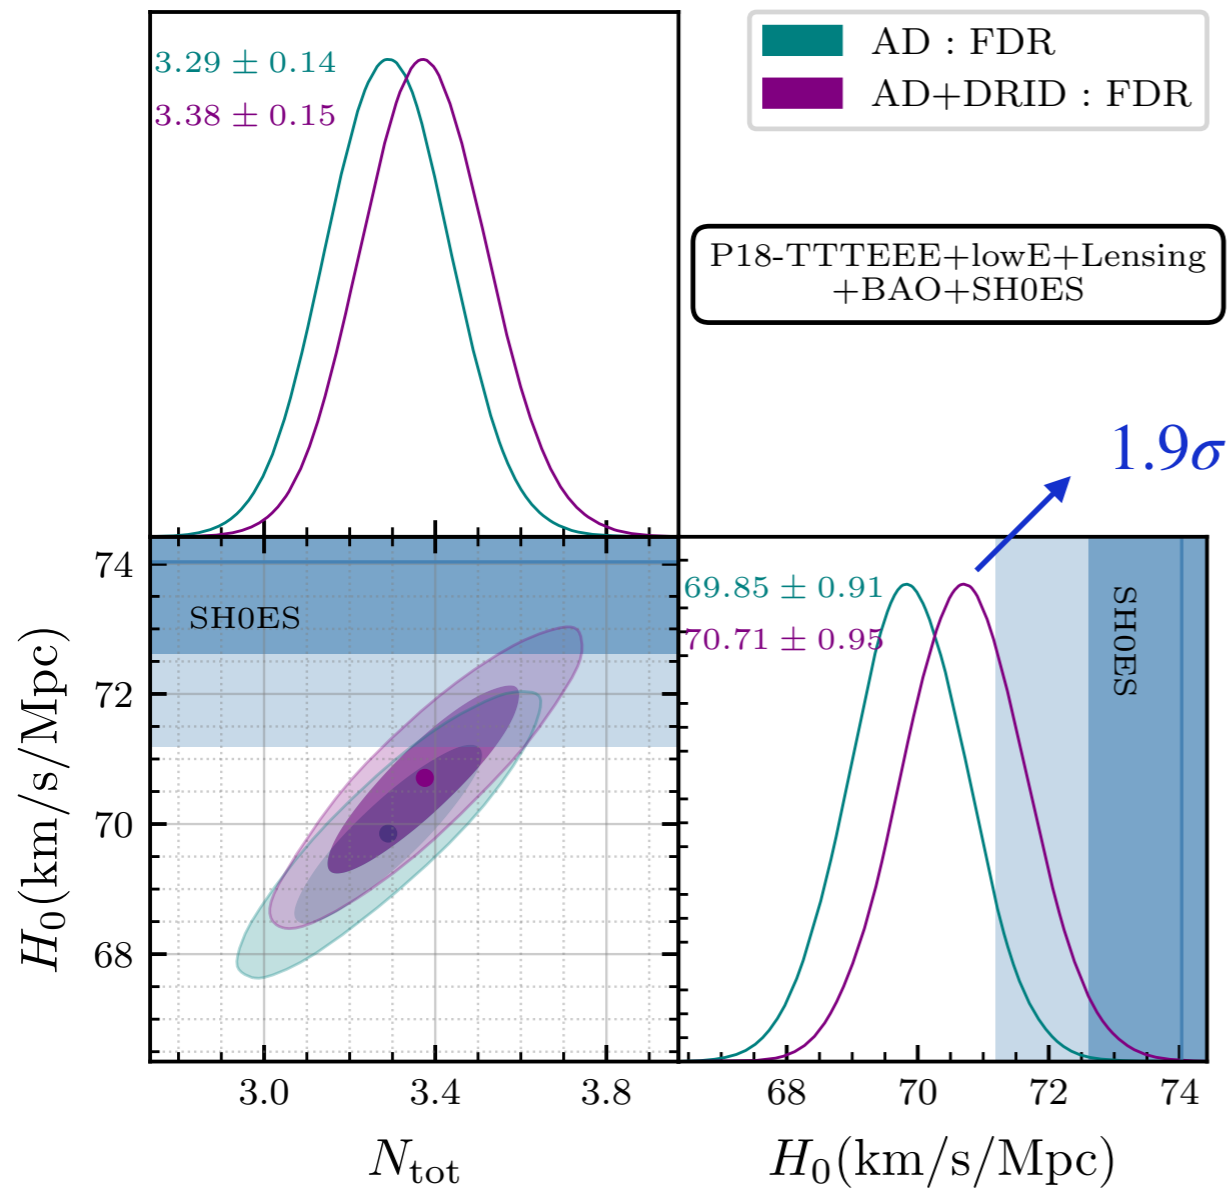 3.29 ± 0.14
3.38 ± 0.15
AD : FDR
AD+DRID : FDR
P18-TTTEEE+lowE+Lensing
+BAO+SH0ES
1.9σ
74
72
70
68
H₀(km/s/Mpc)
SH0ES
69.85 ± 0.91
70.71 ± 0.95
SH0ES
3.0 3.4 3.8
68 70 72 74
N_tot
H₀(km/s/Mpc)